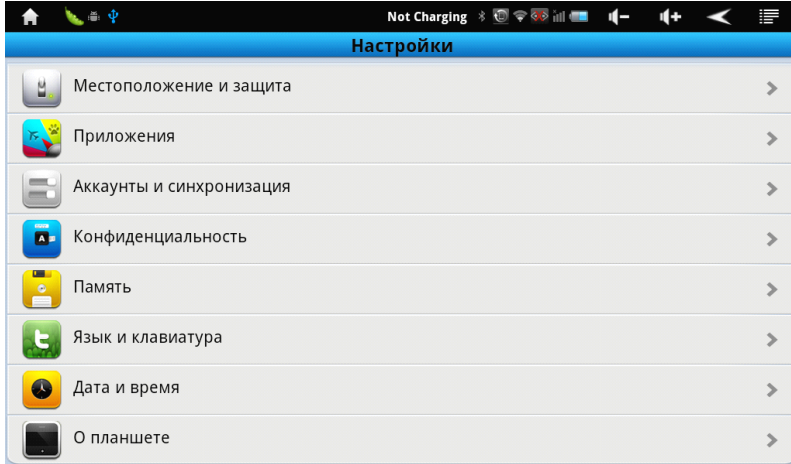 Not Charging
Настройки
Местоположение и защита
Приложения
Аккаунты и синхронизация
Конфиденциальность
Память
Язык и клавиатура
Дата и время
О планшете